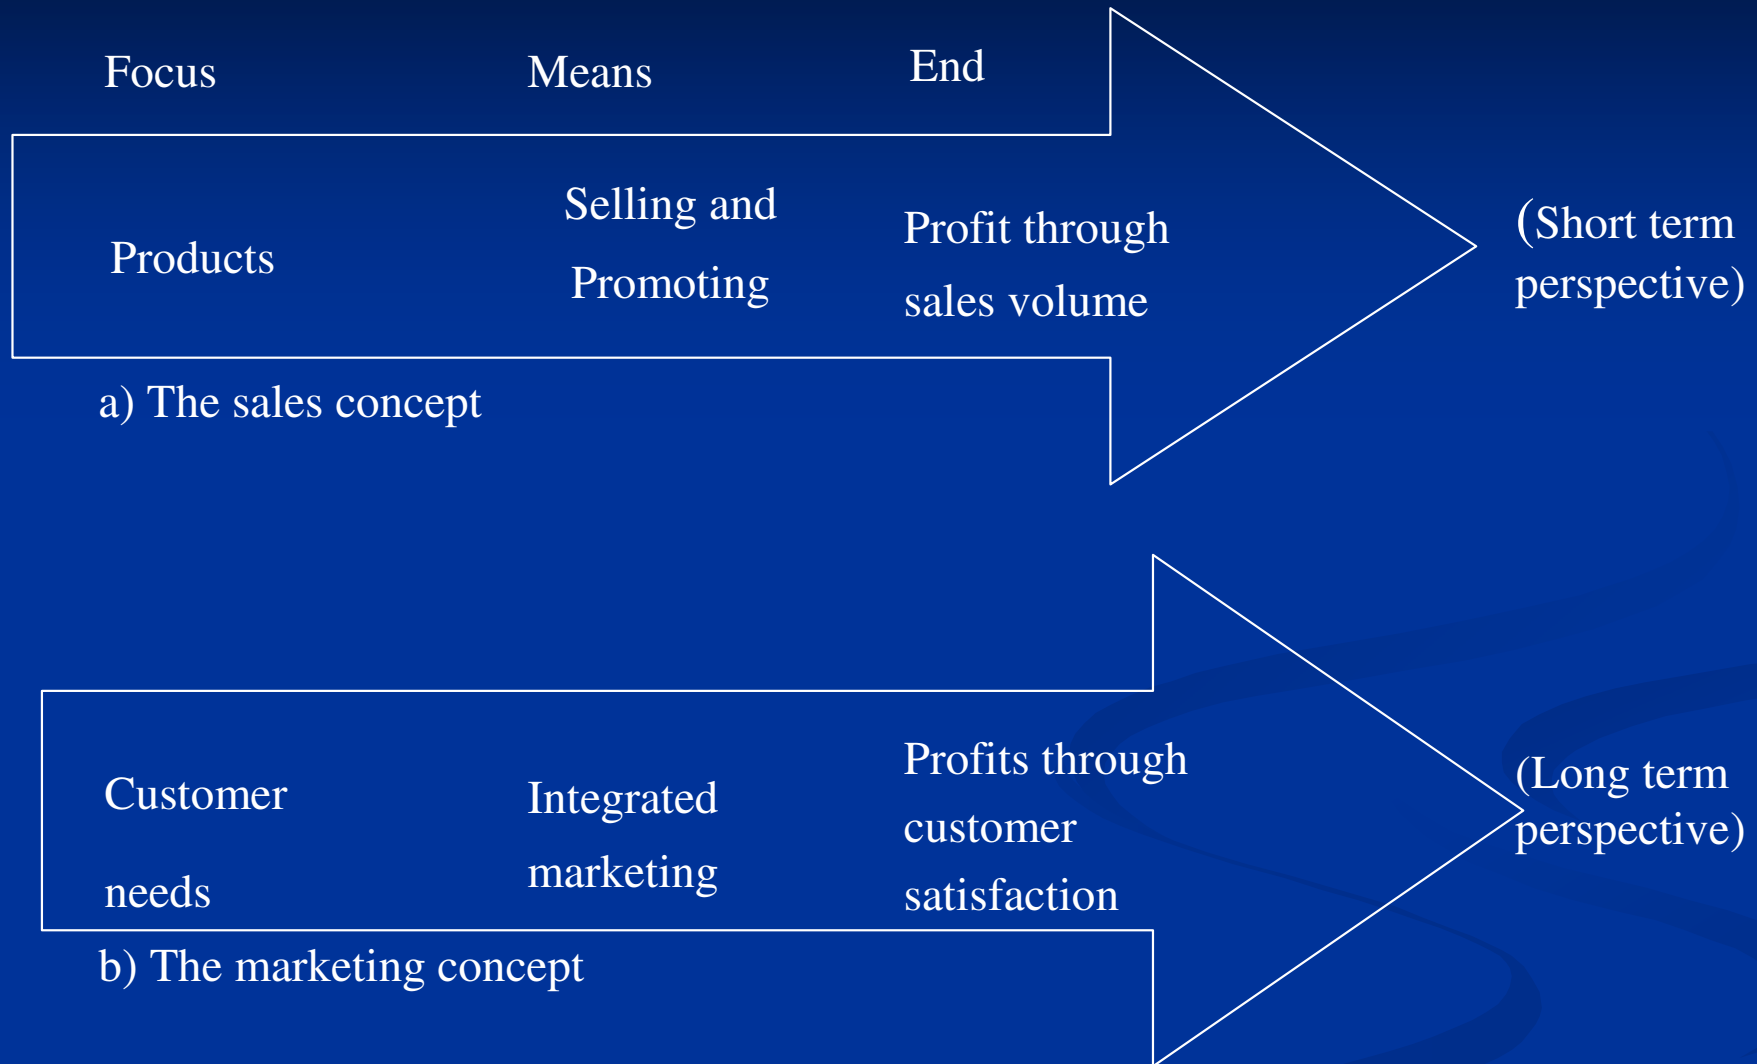 Focus
Means
End
Products
Selling and
Promoting
Profit through
sales volume
(Short term
perspective)
a) The sales concept
Customer
needs
Integrated
marketing
Profits through
customer
satisfaction
(Long term
perspective)
b) The marketing concept